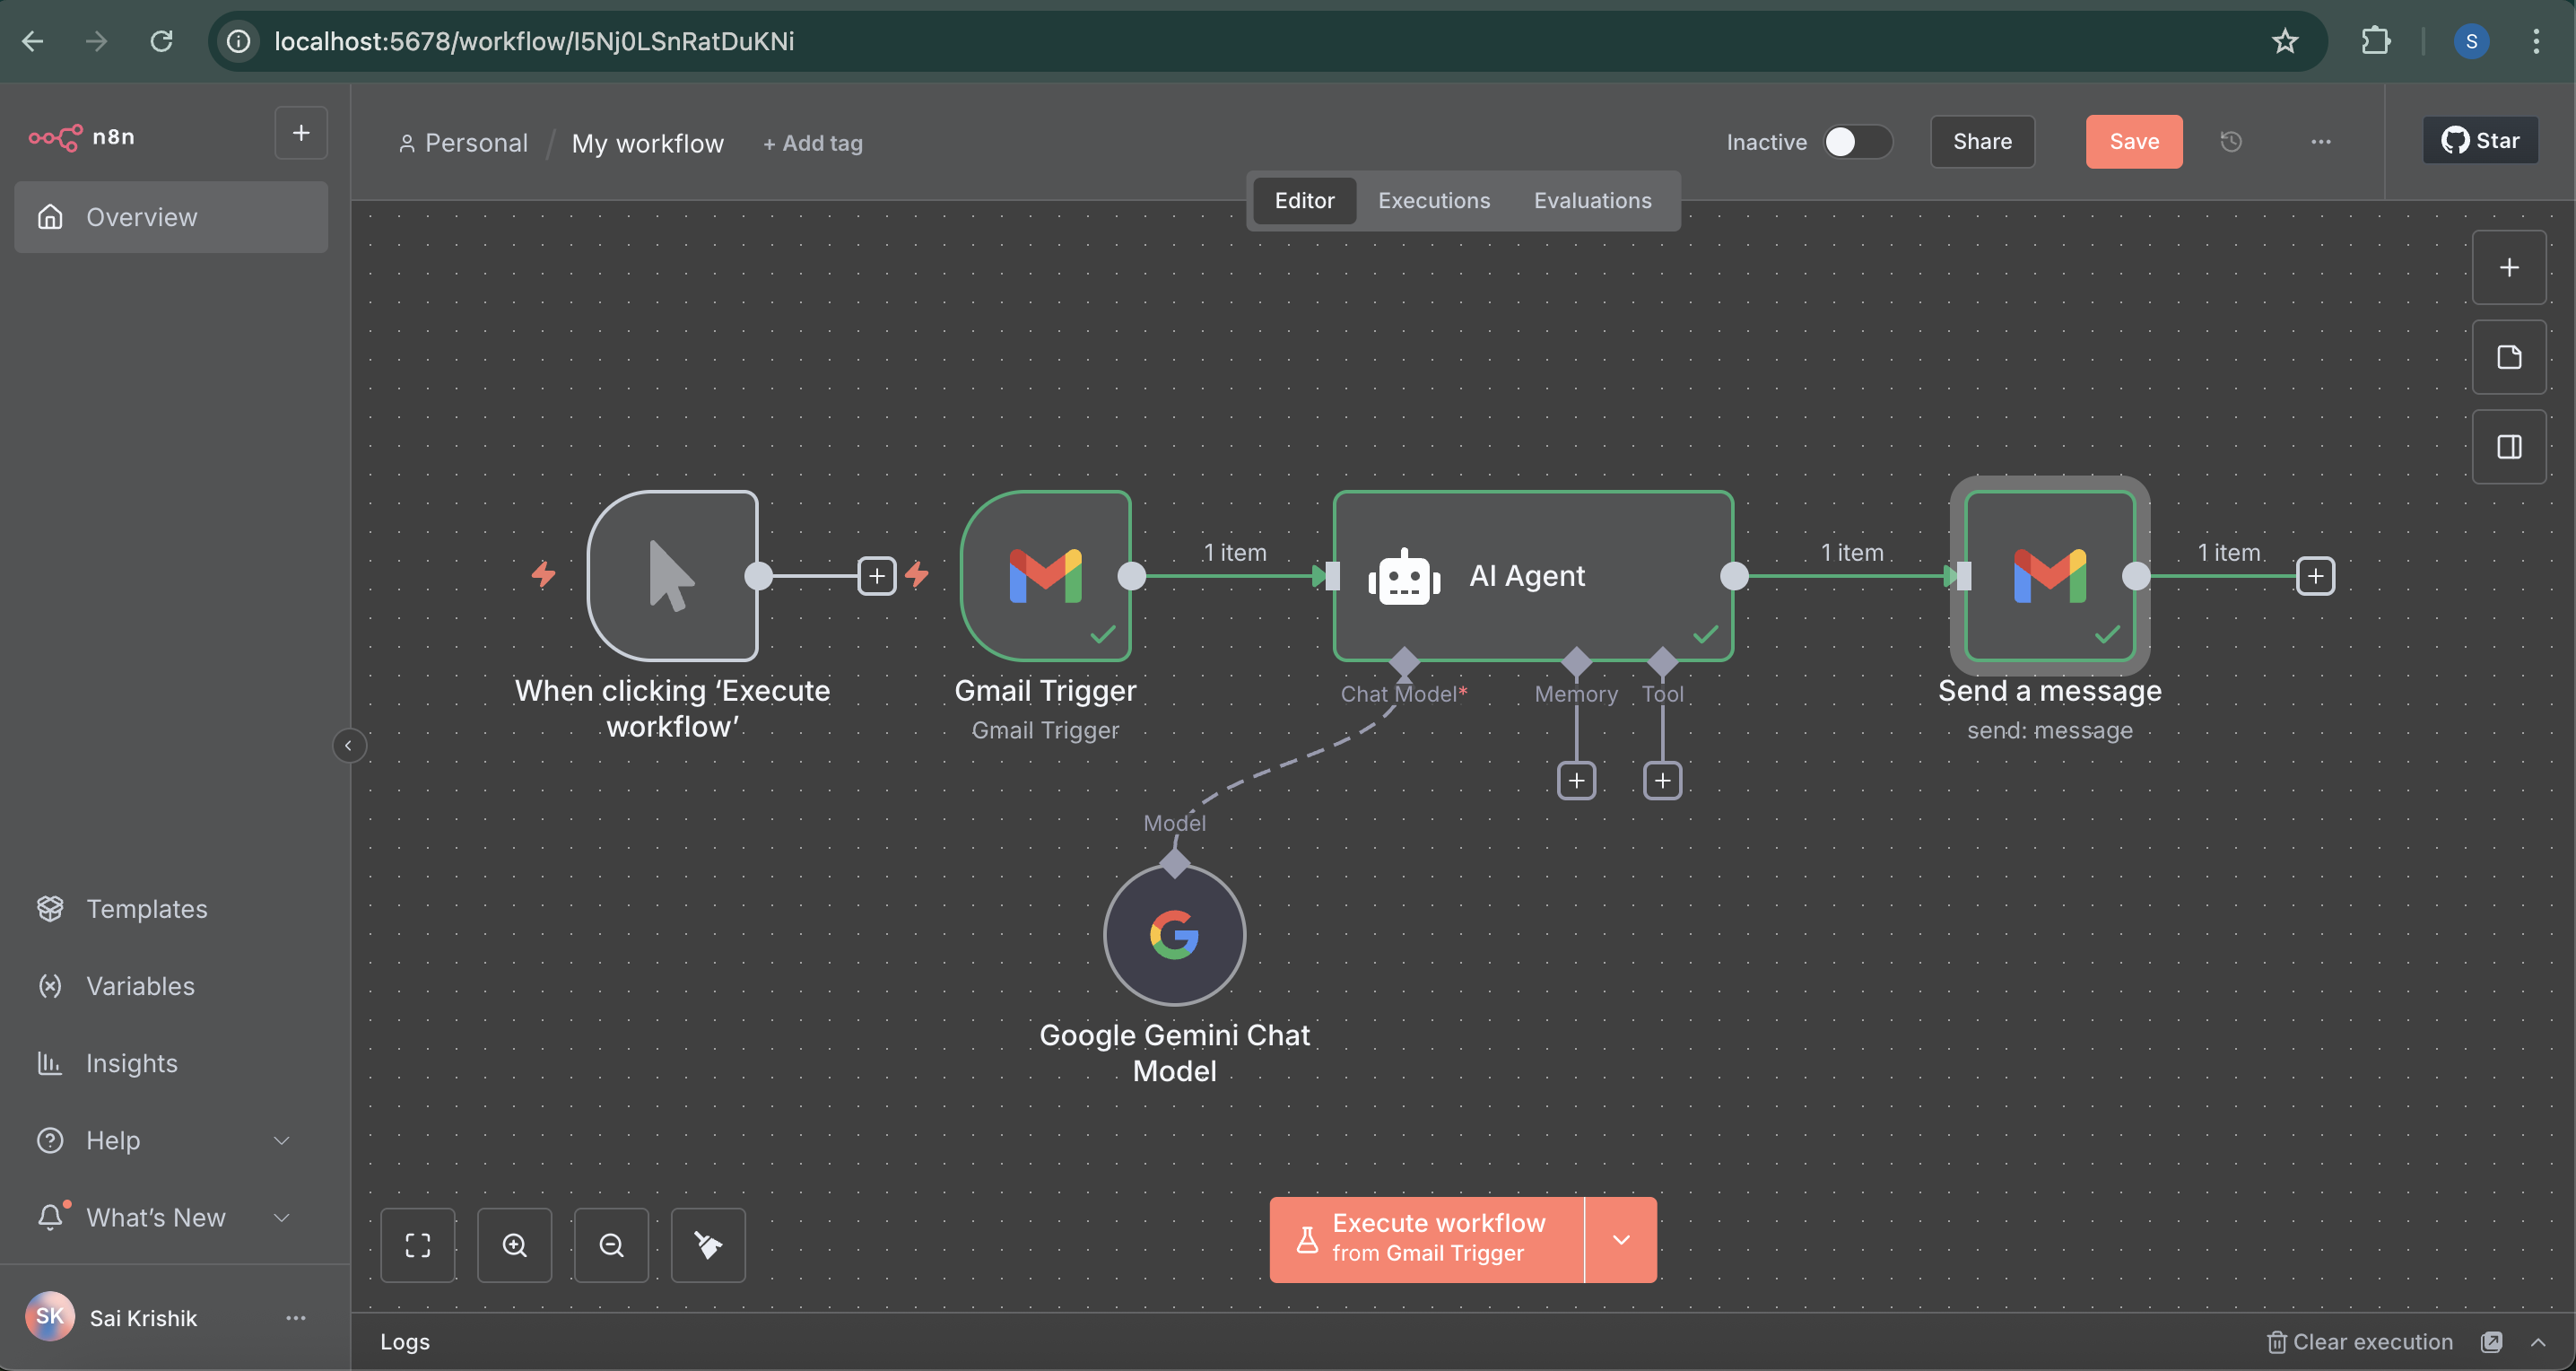 localhost:5678/workflow/I5Nj0LSnRatDuKNi
S
n8n
Personal / My workflow + Add tag
Inactive
Share
Save
Star
Overview
Editor Executions Evaluations
1 item
AI Agent
1 item
1 item
When clicking ‘Execute
workflow’
Gmail Trigger
Gmail Trigger
Chat Model*
Memory
Tool
Send a message
send: message
Model
Google Gemini Chat
Model
Templates
Variables
Insights
Help
What’s New
Execute workflow
from Gmail Trigger
SK
Sai Krishik
Logs
Clear execution